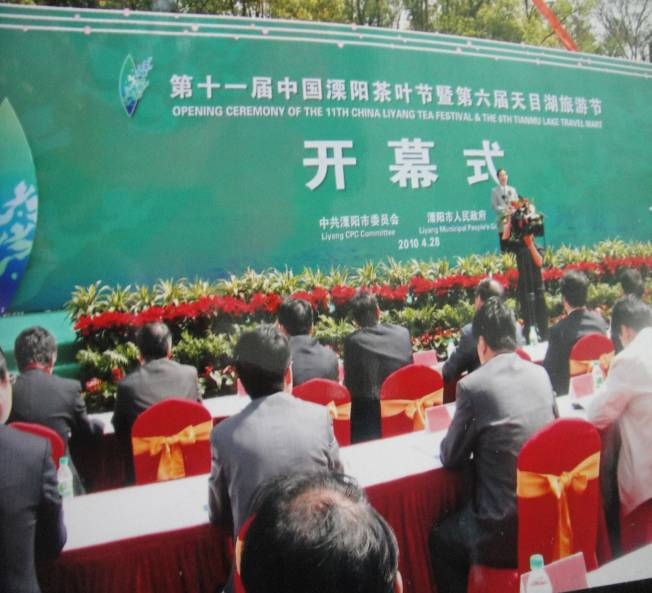 第十一届中国溧阳茶叶节暨第六届天目湖旅游节
OPENING CEREMONY OF THE 11TH CHINA LIYANG TEA FESTIVAL & THE 6TH TIANMU LAKE TRAVEL MART
开幕式
中共溧阳市委员会 溧阳市人民政府
Liyang CPC Committee Liyang Municipal People's
2010.4.28